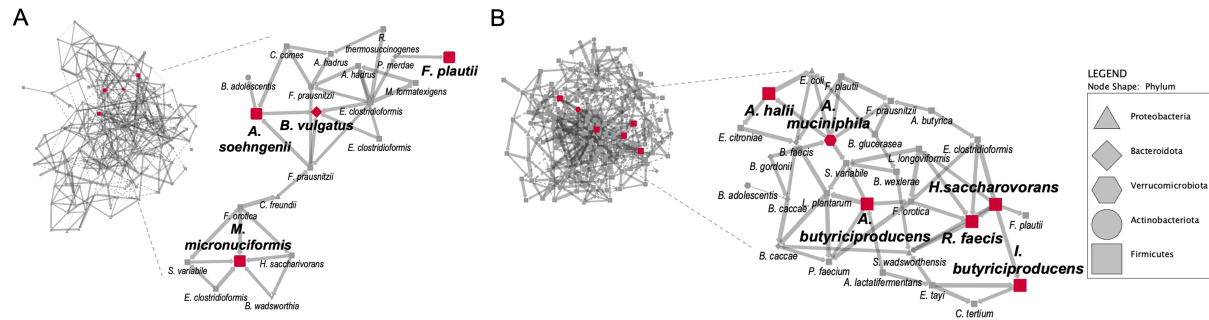 A
R.
thermosuccinogenes
C. comes
A. hadrus
P. merdae
F. plautii
A. hadrus
B. adolescentis
M. formatexigens
F. prausnitzii
E. clostridioformis
A.
soehngenii
B. vulgatus
E. clostridioformis
F. prausnitzii
C. freundii
F. orotica
M.
micronuciformis
S. variabile
H. saccharivorans
E. clostridioformis
B. wadsworthia
B
E. coli
F. plautii
A. halii
A.
muciniphila
F. prausnitzii
A. butyrica
E. citroniae
B. faecis
B. glucerasea
E. clostridioformis
L. longoviformis
B. gordonii
S. variabile
B. wexlerae
H.saccharovorans
B. adolescentis
B. caccae
L. plantarum
F. orotica
F. plautii
A.
butyriciproducens
R. faecis
B. caccae
S. wadsworthensis
I.
butyriciproducens
P. faecium
A. lactatifermentans
E. tayi
C. tertium
LEGEND
Node Shape: Phylum
Proteobacteria
Bacteroidota
Verrucomicrobiota
Actinobacteriota
Firmicutes